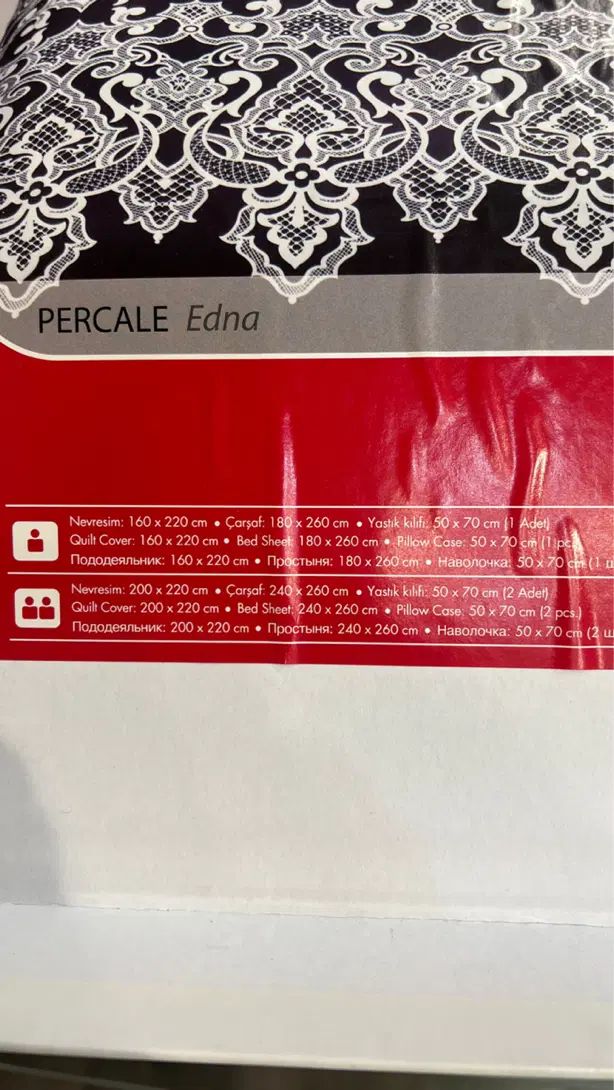 PERCALE Edna
Nevresim: 160 x 220 cm • Çarşaf: 180 x 260 cm • Yastık kılıfı: 50 x 70 cm (1 Adet)
Quilt Cover: 160 x 220 cm • Bed Sheet: 180 x 260 cm • Pillow Case: 50 x 70 cm (1 pc.)
Пододеяльник: 160 x 220 cm • Простыня: 180 x 260 cm • Наволочка: 50 x 70 cm (1 ш
Nevresim: 200 x 220 cm • Çarşaf: 240 x 260 cm • Yastık kılıfı: 50 x 70 cm (2 Adet)
Quilt Cover: 200 x 220 cm • Bed Sheet: 240 x 260 cm • Pillow Case: 50 x 70 cm (2 pcs.)
Пододеяльник: 200 x 220 cm • Простыня: 240 x 260 cm • Наволочка: 50 x 70 cm (2 ш